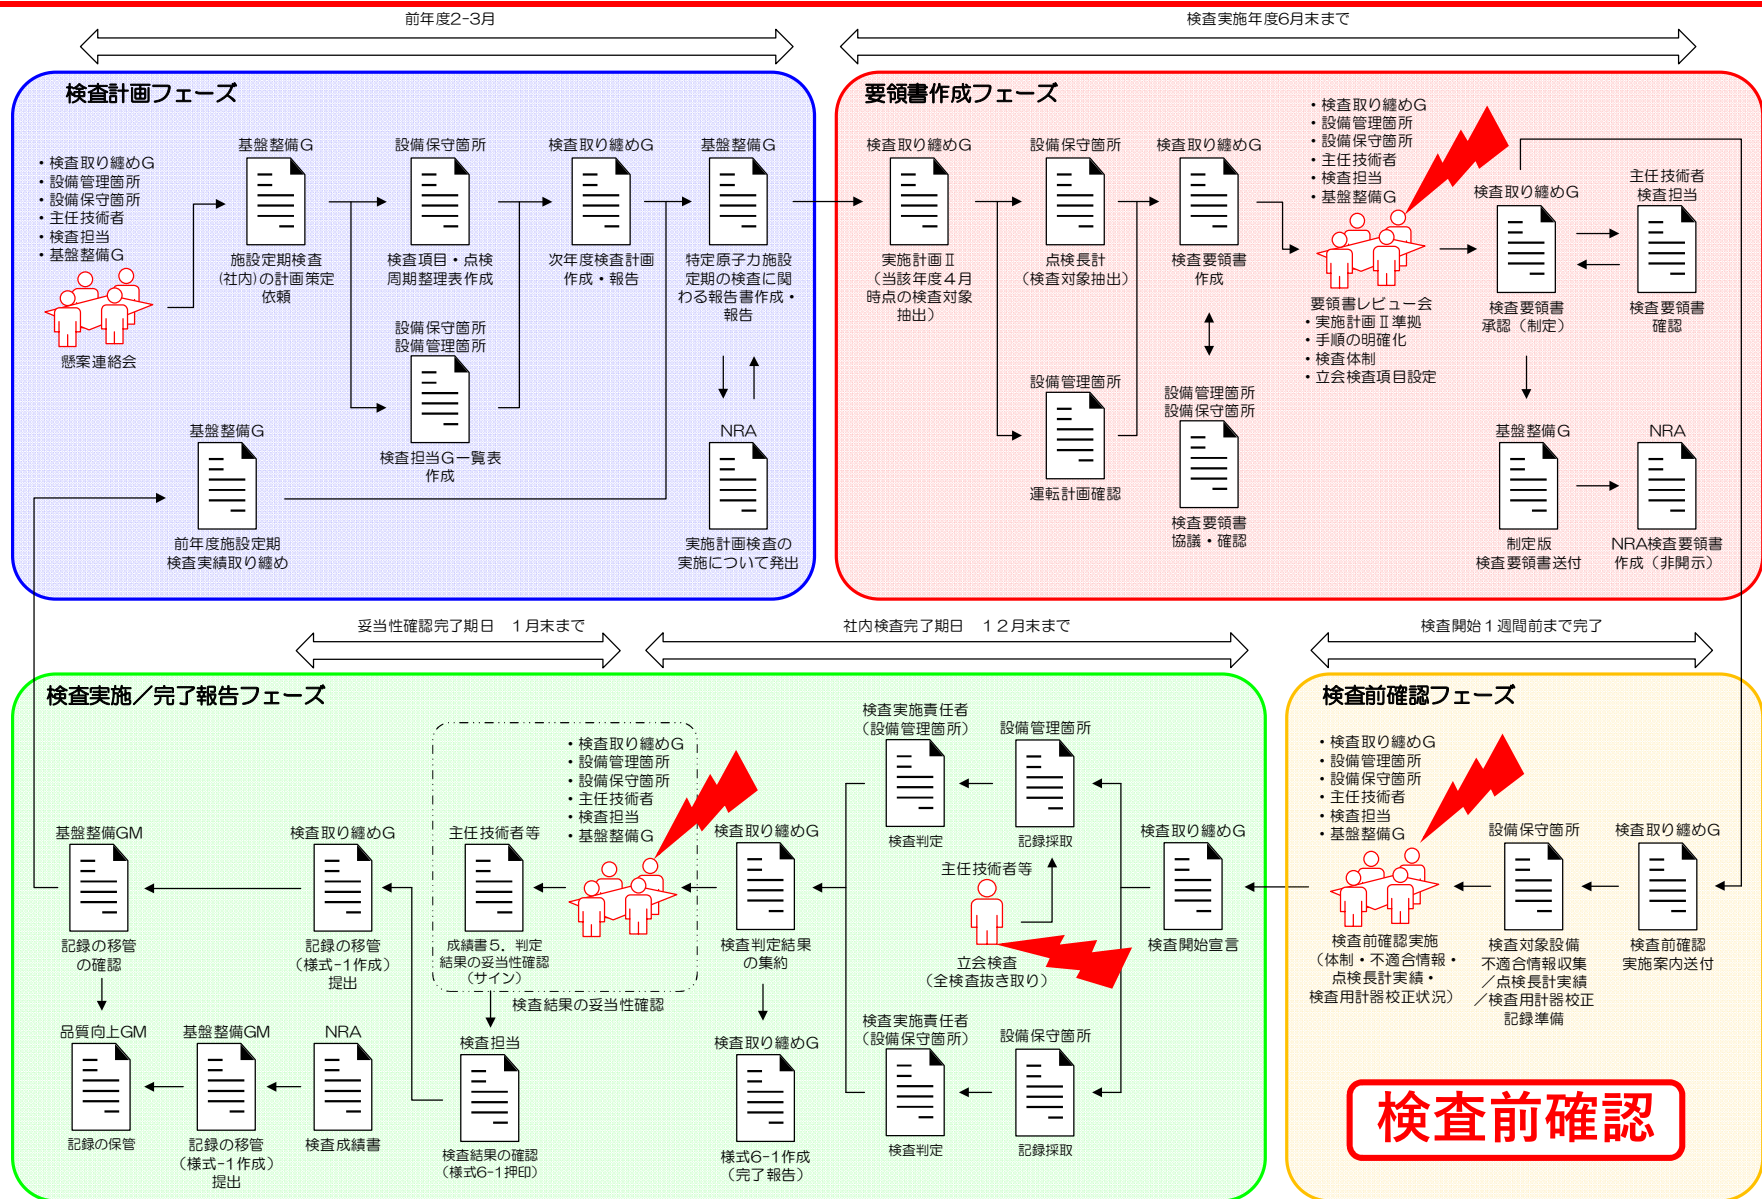 前年度2-3月
検査実施年度6月末まで
検査計画フェーズ
・検査取り纏めG
・設備管理箇所
・設備保守箇所
・主任技術者
・検査担当
・基盤整備G
懸案連絡会
基盤整備G
施設定期検査
(社内)の計画策定
依頼
設備保守箇所
検査項目・点検
周期整理表作成
設備保守箇所
設備管理箇所
検査担当G一覧表
作成
検査取り纏めG
次年度検査計画
作成・報告
基盤整備G
特定原子力施設
定期の検査に関
わる報告書作成・
報告
基盤整備G
前年度施設定期
検査実績取り纏め
NRA
実施計画検査の
実施について発出
要領書作成フェーズ
検査取り纏めG
実施計画Ⅱ
(当該年度4月
時点の検査対象
抽出)
設備保守箇所
点検長計
(検査対象抽出)
設備管理箇所
運転計画確認
検査取り纏めG
検査要領書
作成
設備管理箇所
設備保守箇所
検査要領書
協議・確認
・検査取り纏めG
・設備管理箇所
・設備保守箇所
・主任技術者
・検査担当
・基盤整備G
要領書レビュー会
・実施計画Ⅱ準拠
・手順の明確化
・検査体制
・立会検査項目設定
検査取り纏めG
検査要領書
承認(制定)
主任技術者
検査担当
検査要領書
確認
基盤整備G
制定版
検査要領書送付
NRA
NRA検査要領書
作成(非開示)
妥当性確認完了期日 1月末まで
社内検査完了期日 12月末まで
検査開始1週間前まで完了
検査実施/完了報告フェーズ
基盤整備GM
記録の移管
の確認
検査取り纏めG
記録の移管
(様式-1作成)
提出
主任技術者等
成績書5.判定
結果の妥当性確認
(サイン)
・検査取り纏めG
・設備管理箇所
・設備保守箇所
・主任技術者
・検査担当
・基盤整備G
検査結果の妥当性確認
検査取り纏めG
検査判定結果
の集約
検査実施責任者
(設備管理箇所)
検査判定
設備管理箇所
記録採取
主任技術者等
立会検査
(全検査抜き取り)
検査取り纏めG
検査開始宣言
品質向上GM
記録の保管
基盤整備GM
記録の移管
(様式-1作成)
提出
NRA
検査成績書
検査担当
検査結果の確認
(様式6-1押印)
検査取り纏めG
様式6-1作成
(完了報告)
検査実施責任者
(設備保守箇所)
検査判定
設備保守箇所
記録採取
検査前確認フェーズ
・検査取り纏めG
・設備管理箇所
・設備保守箇所
・主任技術者
・検査担当
・基盤整備G
検査前確認実施
(体制・不適合情報・
点検長計実績・
検査用計器校正状況)
設備保守箇所
検査対象設備
不適合情報収集
/点検長計実績
/検査用計器校正
記録準備
検査取り纏めG
検査前確認
実施案内送付
検査前確認